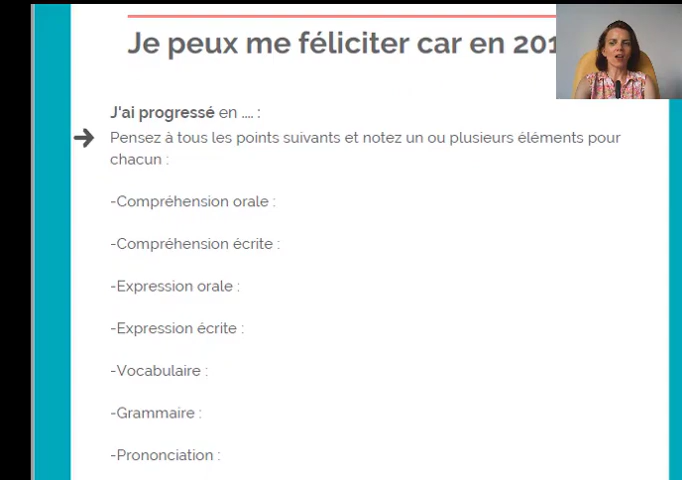 Je peux me féliciter car en 201
J'ai progressé en .... :
Pensez à tous les points suivants et notez un ou plusieurs éléments pour
chacun :
-Compréhension orale :
-Compréhension écrite :
-Expression orale :
-Expression écrite :
-Vocabulaire :
-Grammaire :
-Prononciation :